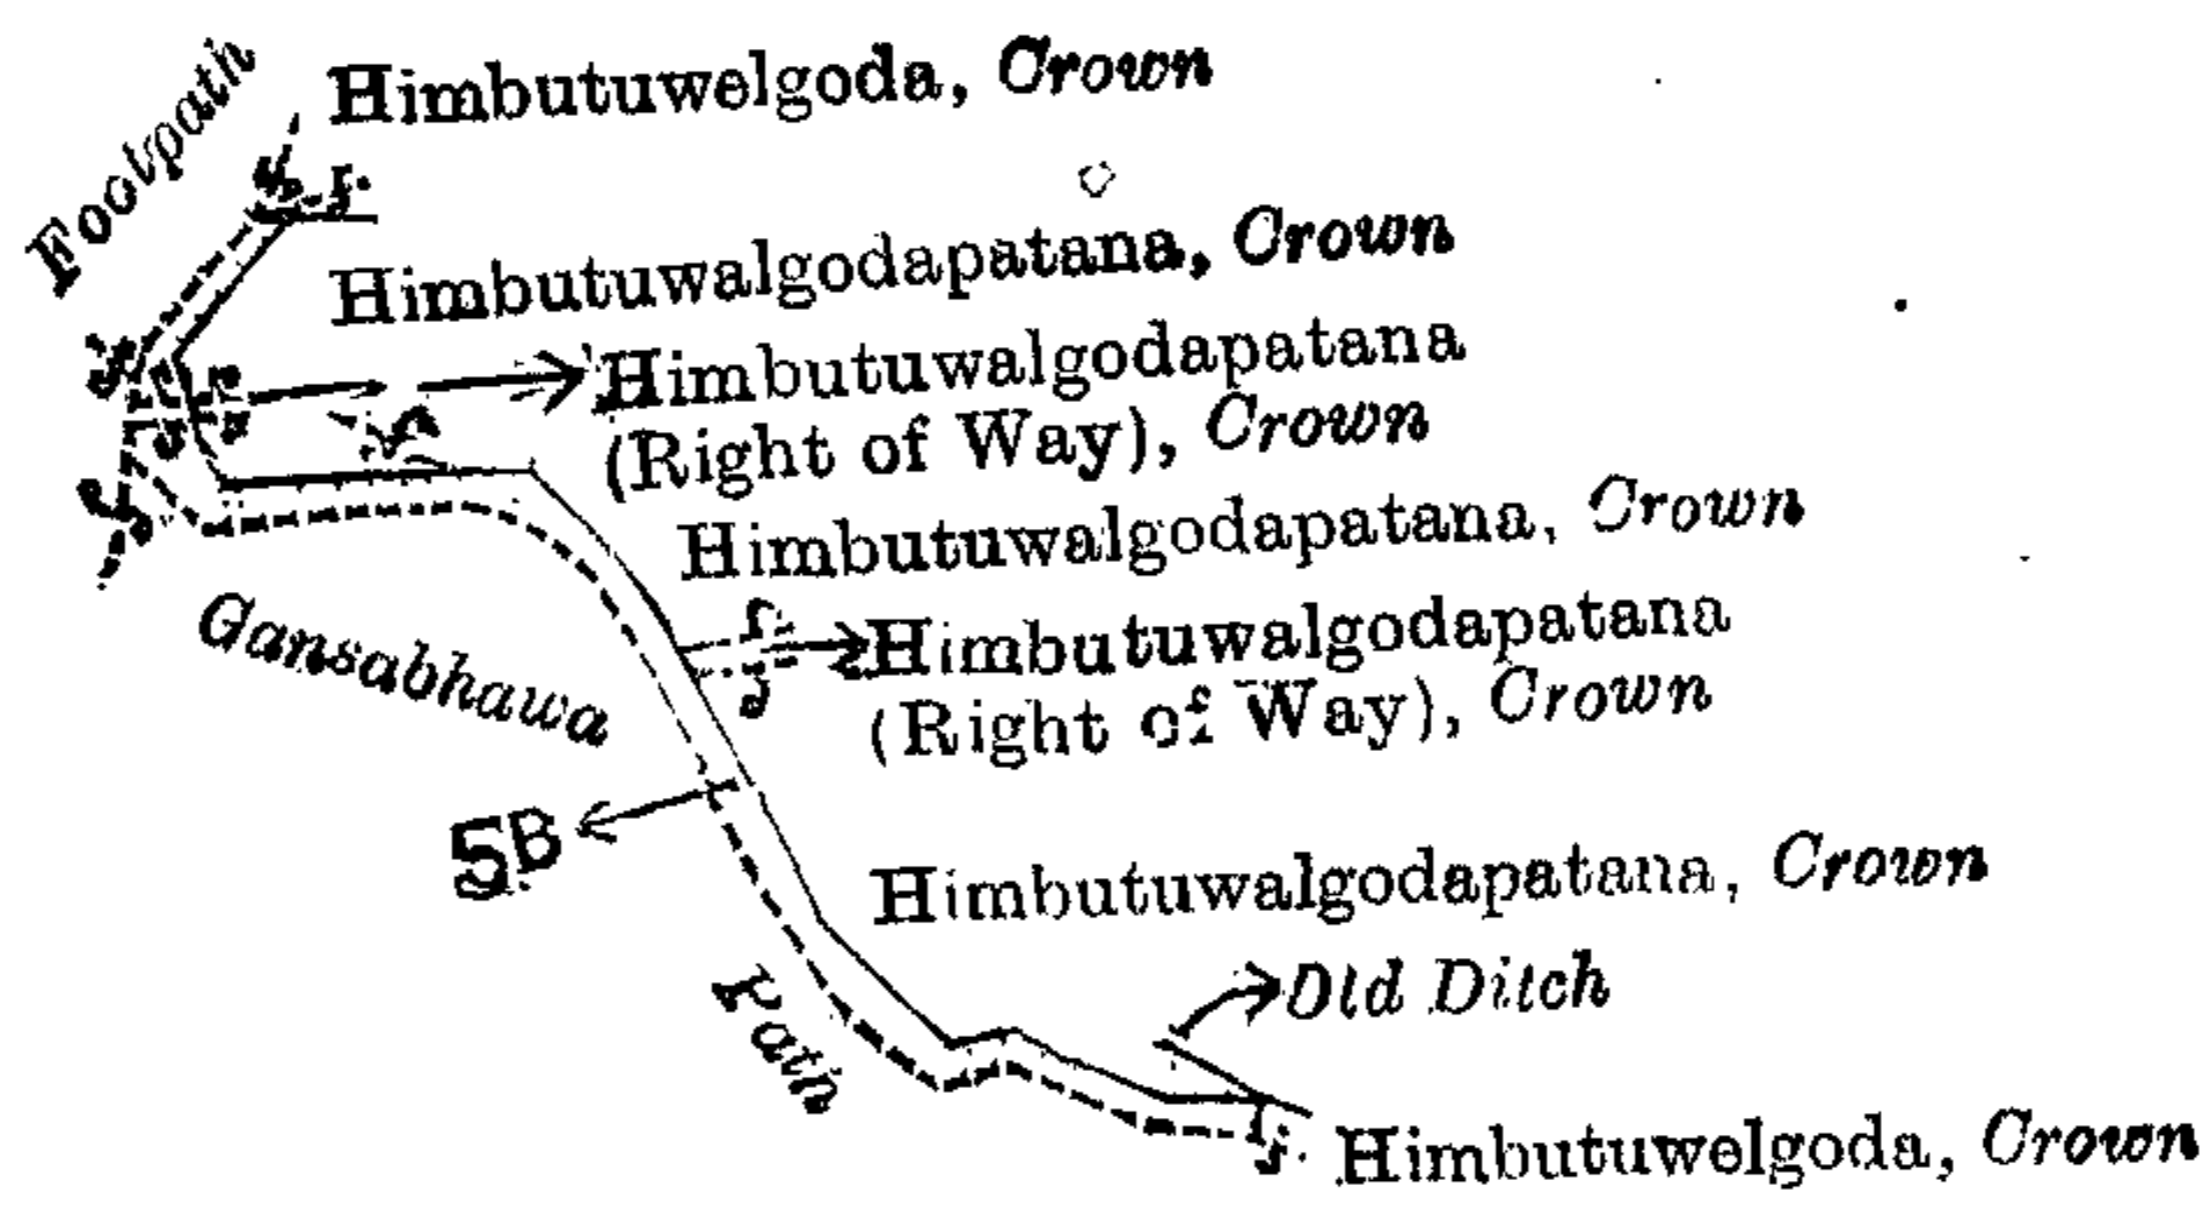 Footpath
Himbutuwelgoda, Crown
Himbutuwalgodapatana, Crown
Himbutuwalgodapatana
(Right of Way), Crown
Himbutuwalgodapatana, Crown
Gansabhawa
Himbutuwalgodapatana
(Right of Way), Crown
5B
Himbutuwalgodapatana, Crown
Path
Old Ditch
Himbutuwelgoda, Crown